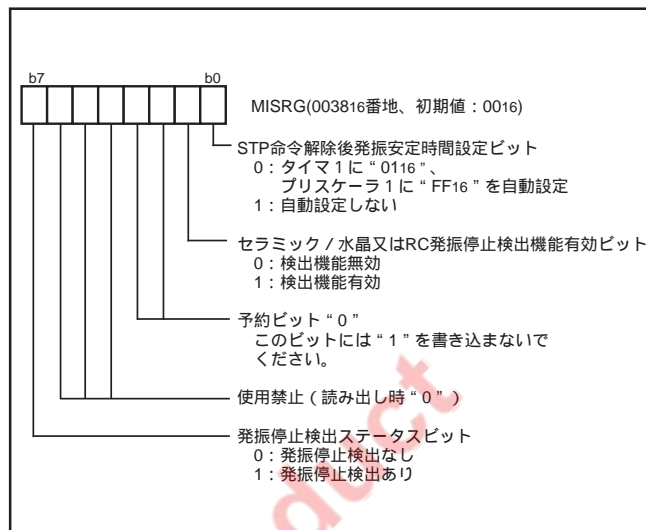 b7 b0
MISRG(003816番地、初期値：0016)
STP命令解除後発振安定時間設定ビット
0：タイマ1に“0116”、
プリスケーラ1に“FF16”を自動設定
1：自動設定しない
セラミック/水晶又はRC発振停止検出機能有効ビット
0：検出機能無効
1：検出機能有効
予約ビット“0”
このビットには“1”を書き込まないで
ください。
使用禁止(読み出し時“0”)
発振停止検出ステータスビット
0：発振停止検出なし
1：発振停止検出あり
duct